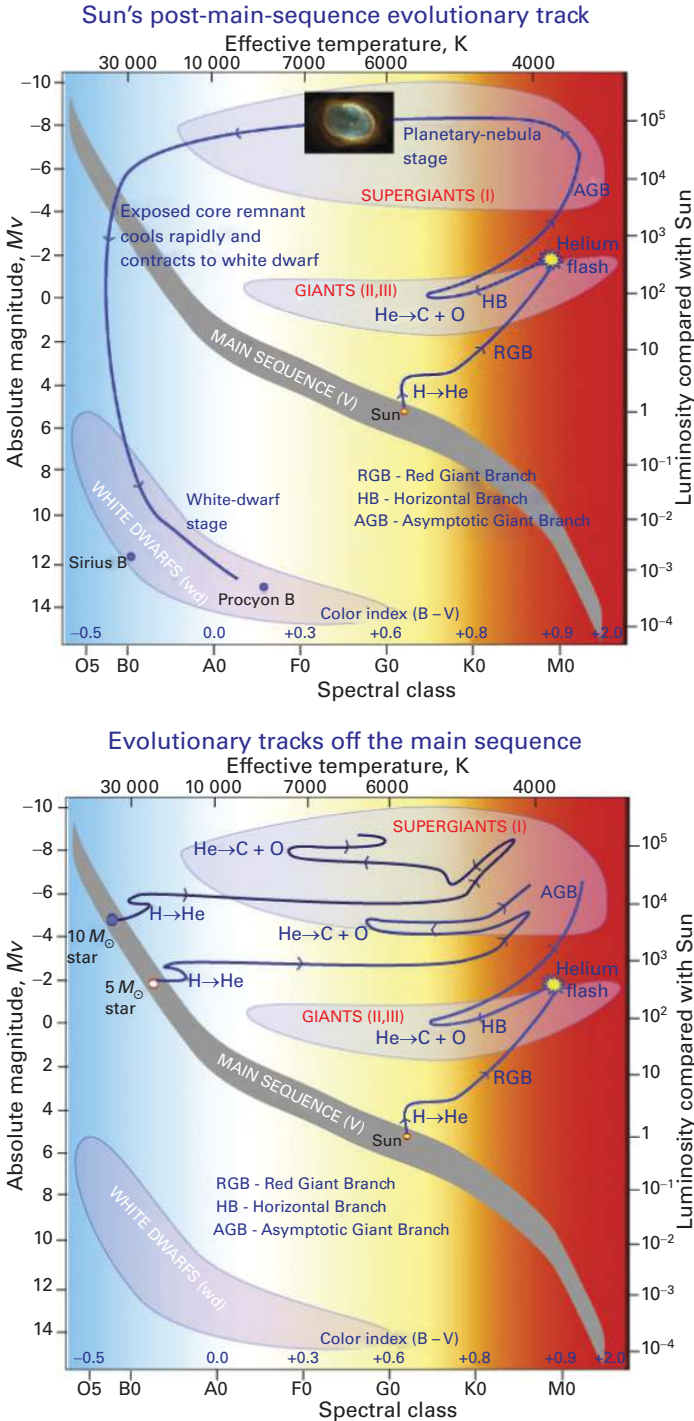 Sun's post-main-sequence evolutionary track
Effective temperature, K
30 000 10 000 7000 6000 4000
Absolute magnitude, Mv
–10
–8
–6
–4
–2
0
2
4
6
8
10
12
14
Luminosity compared with Sun
10⁵
10⁴
10³
10²
10
1
10⁻¹
10⁻²
10⁻³
10⁻⁴
Planetary-nebula
stage
AGB
SUPERGIANTS (I)
Exposed core remnant
cools rapidly and
contracts to white dwarf
Helium
flash
GIANTS (II,III)
HB
He→C + O
RGB
MAIN SEQUENCE (V)
H→He
Sun
RGB - Red Giant Branch
HB - Horizontal Branch
AGB - Asymptotic Giant Branch
WHITE DWARFS (wd)
White-dwarf
stage
Sirius B
Procyon B
Color index (B – V)
–0.5 0.0 +0.3 +0.6 +0.8 +0.9 +2.0
O5 B0 A0 F0 G0 K0 M0
Spectral class
Evolutionary tracks off the main sequence
Effective temperature, K
30 000 10 000 7000 6000 4000
Absolute magnitude, Mv
–10
–8
–6
–4
–2
0
2
4
6
8
10
12
14
Luminosity compared with Sun
10⁵
10⁴
10³
10²
10
1
10⁻¹
10⁻²
10⁻³
10⁻⁴
SUPERGIANTS (I)
He→C + O
AGB
H→He
10 M☉
star
He→C + O
H→He
5 M☉
star
Helium
flash
GIANTS (II,III)
HB
He→C + O
RGB
MAIN SEQUENCE (V)
H→He
Sun
RGB - Red Giant Branch
HB - Horizontal Branch
AGB - Asymptotic Giant Branch
WHITE DWARFS (wd)
Color index (B – V)
–0.5 0.0 +0.3 +0.6 +0.8 +0.9 +2.0
O5 B0 A0 F0 G0 K0 M0
Spectral class